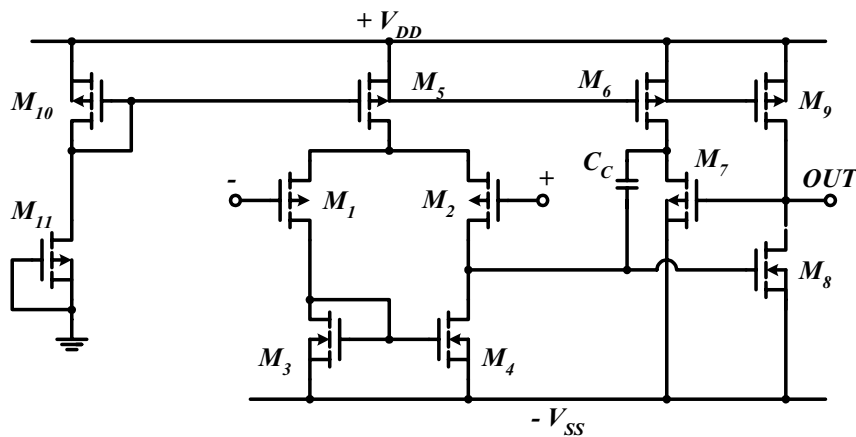 + V_DD
M_10
M_5
M_6
M_9
C_C
M_7
OUT
-
+
M_1
M_2
M_11
M_8
M_3
M_4
- V_SS